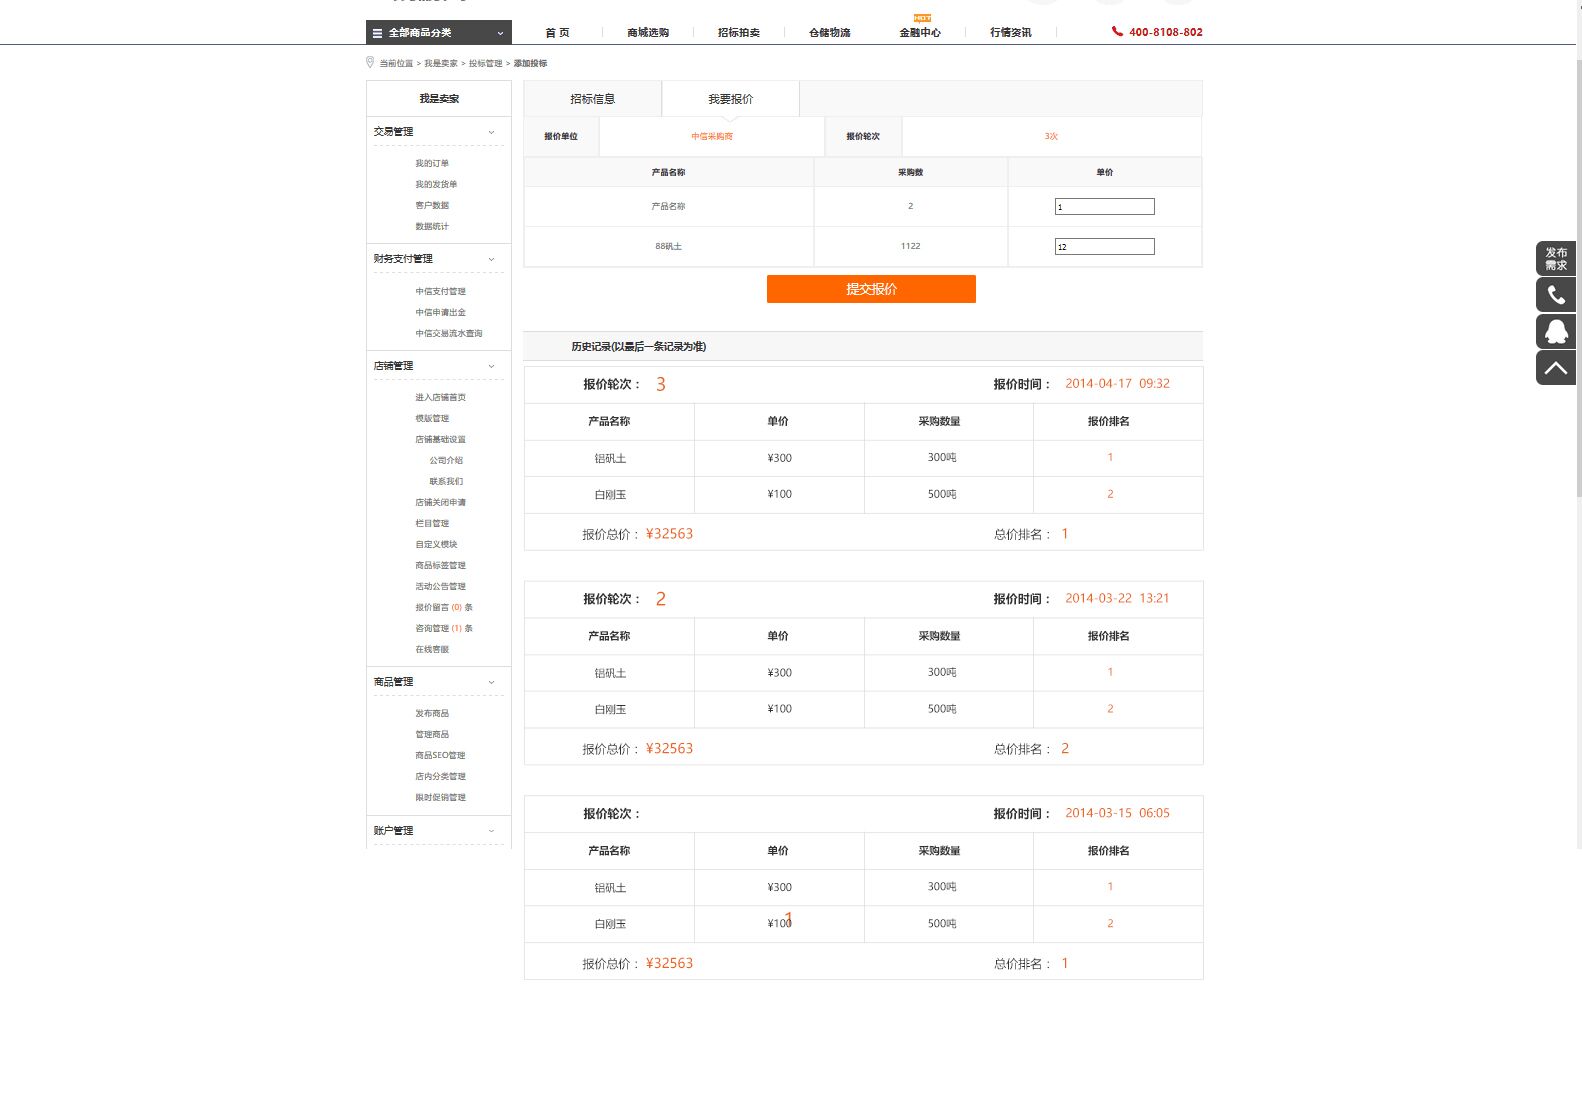 HOT
全部商品分类 首 页 商城选购 招标拍卖 仓储物流 金融中心 行情资讯 400-8108-802
当前位置 > 我是卖家 > 投标管理 > 添加投标
我是卖家
交易管理
我的订单
我的发货单
客户数据
数据统计
财务支付管理
中信支付管理
中信申请出金
中信交易流水查询
店铺管理
进入店铺首页
模版管理
店铺基础设置
公司介绍
联系我们
店铺关闭申请
栏目管理
自定义模块
商品标签管理
活动公告管理
报价留言 (0) 条
咨询管理 (1) 条
在线客服
商品管理
发布商品
管理商品
商品SEO管理
店内分类管理
限时促销管理
账户管理
招标信息 我要报价
报价单位 中信采购商 报价轮次 3次
产品名称 采购数 单价
产品名称 2 1
88矾土 1122 12
提交报价
历史记录(以最后一条记录为准)
报价轮次： 3 报价时间： 2014-04-17 09:32
产品名称 单价 采购数量 报价排名
铝矾土 ¥300 300吨 1
白刚玉 ¥100 500吨 2
报价总价： ¥32563 总价排名： 1
报价轮次： 2 报价时间： 2014-03-22 13:21
产品名称 单价 采购数量 报价排名
铝矾土 ¥300 300吨 1
白刚玉 ¥100 500吨 2
报价总价： ¥32563 总价排名： 2
报价轮次： 报价时间： 2014-03-15 06:05
产品名称 单价 采购数量 报价排名
铝矾土 ¥300 300吨 1
白刚玉 ¥100 1 500吨 2
报价总价： ¥32563 总价排名： 1
发布
需求